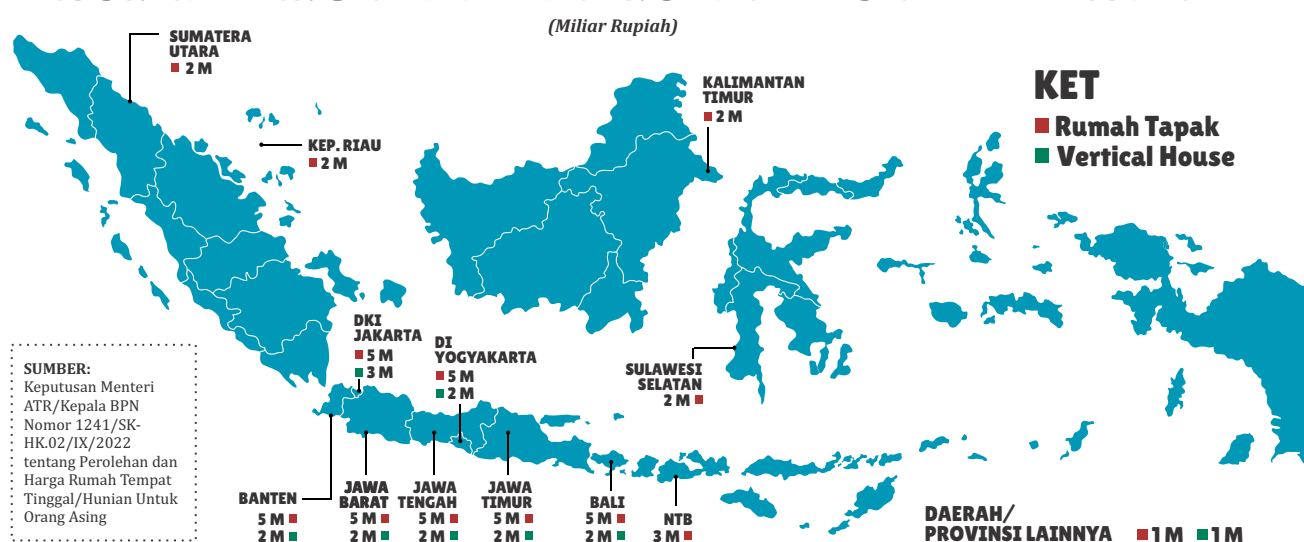 (Miliar Rupiah)
SUMATERA
UTARA
2 M
KEP. RIAU
2 M
KALIMANTAN
TIMUR
2 M
KET
Rumah Tapak
Vertical House
DKI
JAKARTA
5 M
3 M
DI
YOGYAKARTA
5 M
2 M
SULAWESI
SELATAN
2 M
SUMBER:
Keputusan Menteri
ATR/Kepala BPN
Nomor 1241/SK-
HK.02/IX/2022
tentang Perolehan dan
Harga Rumah Tempat
Tinggal/Hunian Untuk
Orang Asing
BANTEN
5 M
2 M
JAWA
BARAT
5 M
2 M
JAWA
TENGAH
5 M
2 M
JAWA
TIMUR
5 M
2 M
BALI
5 M
2 M
NTB
3 M
DAERAH/
PROVINSI LAINNYA 1 M 1 M